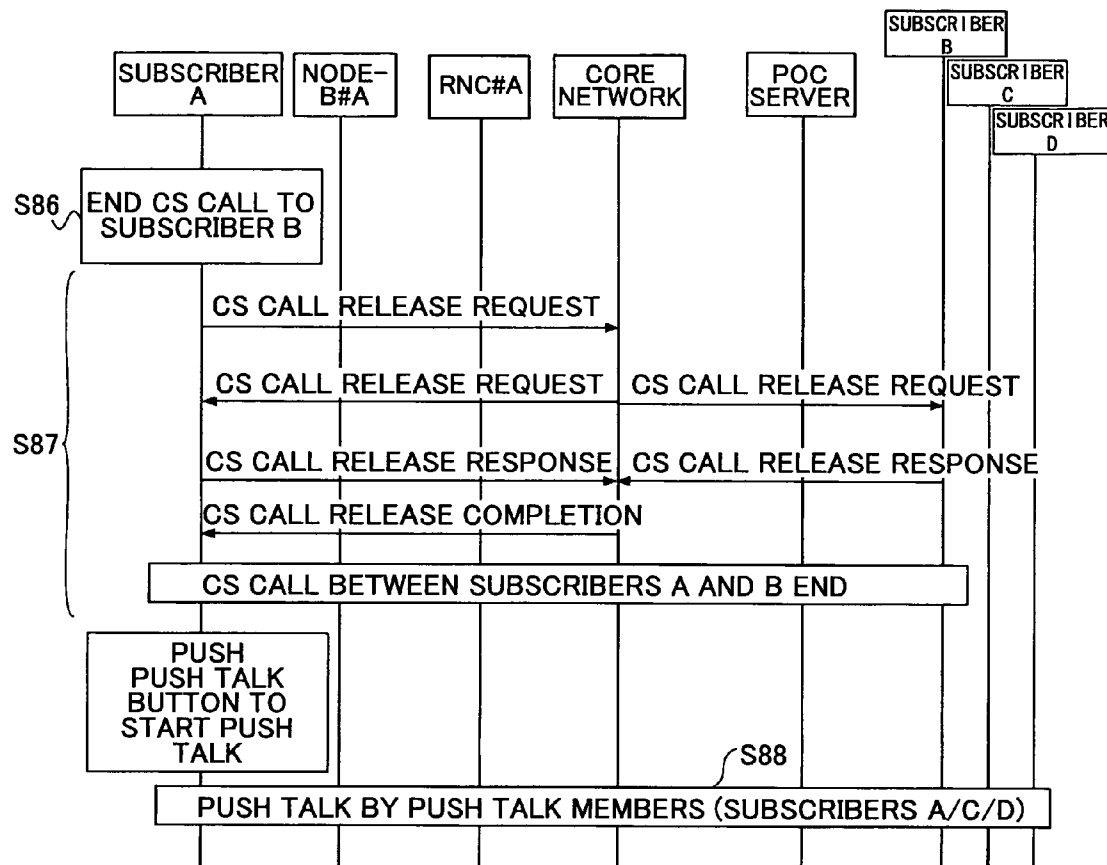 SUBSCRIBER
A
NODE-
B#A
RNC#A
CORE
NETWORK
POC
SERVER
SUBSCRIBER
B
SUBSCRIBER
C
SUBSCRIBER
D
S86
END CS CALL TO
SUBSCRIBER B
S87
CS CALL RELEASE REQUEST
CS CALL RELEASE REQUEST
CS CALL RELEASE REQUEST
CS CALL RELEASE RESPONSE
CS CALL RELEASE RESPONSE
CS CALL RELEASE COMPLETION
CS CALL BETWEEN SUBSCRIBERS A AND B END
PUSH
PUSH TALK
BUTTON TO
START PUSH
TALK
S88
PUSH TALK BY PUSH TALK MEMBERS (SUBSCRIBERS A/C/D)